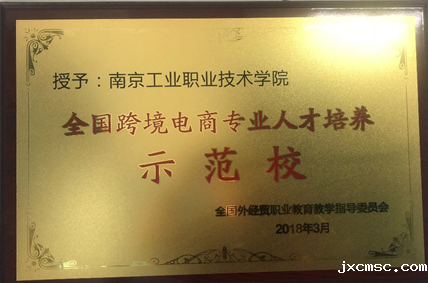 授予：南京工业职业技术学院
全国跨境电商专业人才培养
示范校
全国外经贸职业教育教学指导委员会
2018年3月
jxcmsc.com